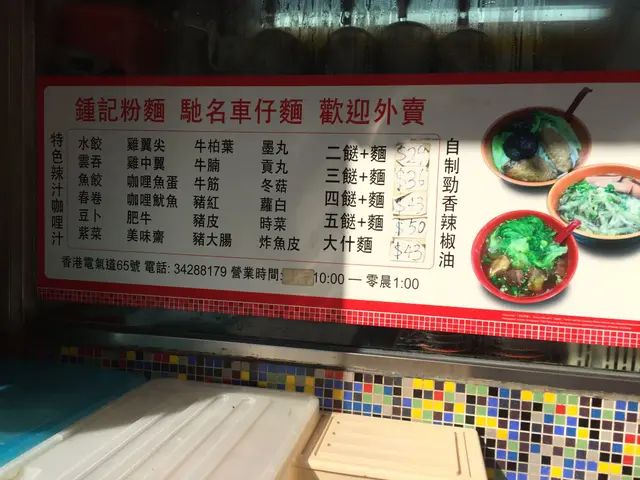 鍾記粉麵 馳名車仔麵 歡迎外賣
特色辣汁咖哩汁
水餃 雞翼尖 牛柏葉 墨丸 二餸+麵 $29
雲吞 雞中翼 牛腩 貢丸 三餸+麵 $36
魚餃 咖哩魚蛋 牛筋 冬菇 四餸+麵 $43
春卷 咖哩魷魚 豬紅 蘿白 五餸+麵 $50
豆卜 肥牛 豬皮 時菜 大什麵 $43
紫菜 美味齋 豬大腸 炸魚皮
自制勁香辣椒油
香港電氣道65號 電話: 34288179 營業時間: 10:00 — 零晨1:00